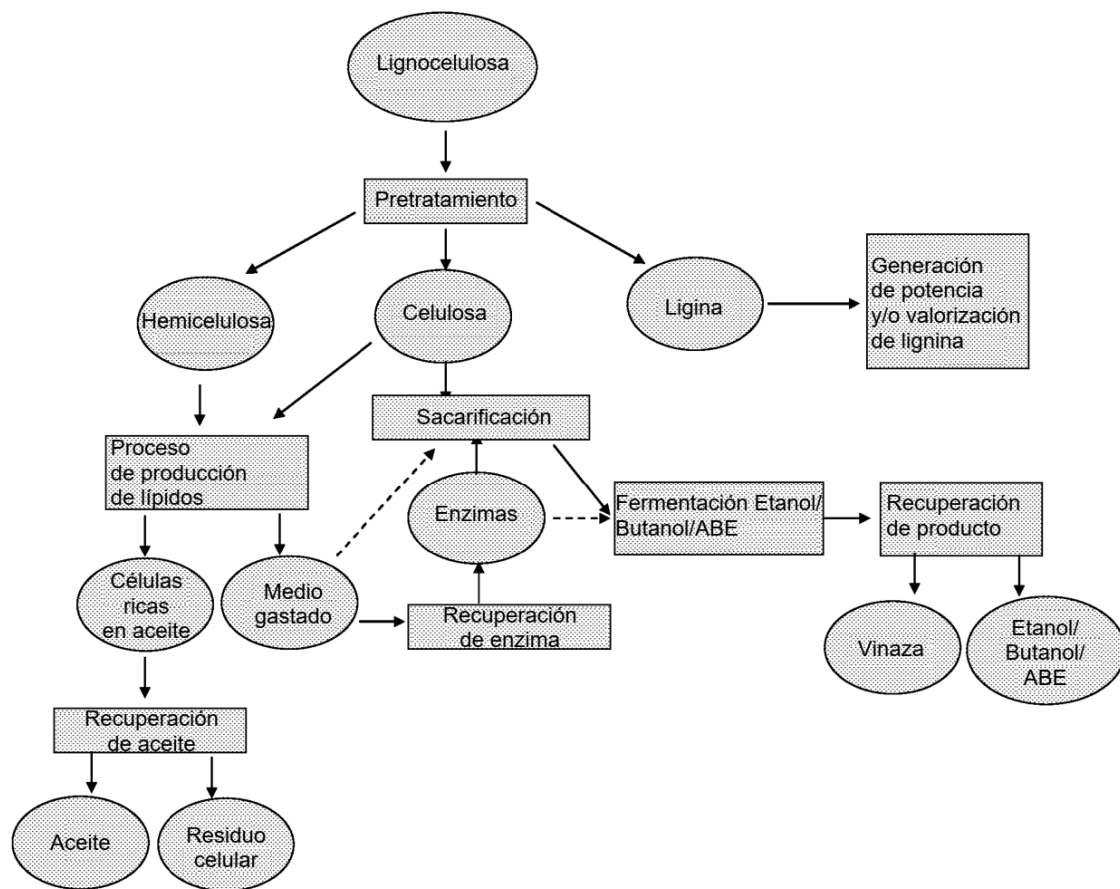 Lignocelulosa
Pretratamiento
Hemicelulosa
Celulosa
Ligina
Generación
de potencia
y/o valorización
de lignina
Sacarificación
Proceso
de producción
de lípidos
Enzimas
Fermentación Etanol/
Butanol/ABE
Recuperación
de producto
Células
ricas
en aceite
Medio
gastado
Recuperación
de enzima
Vinaza
Etanol/
Butanol/
ABE
Recuperación
de aceite
Aceite
Residuo
celular